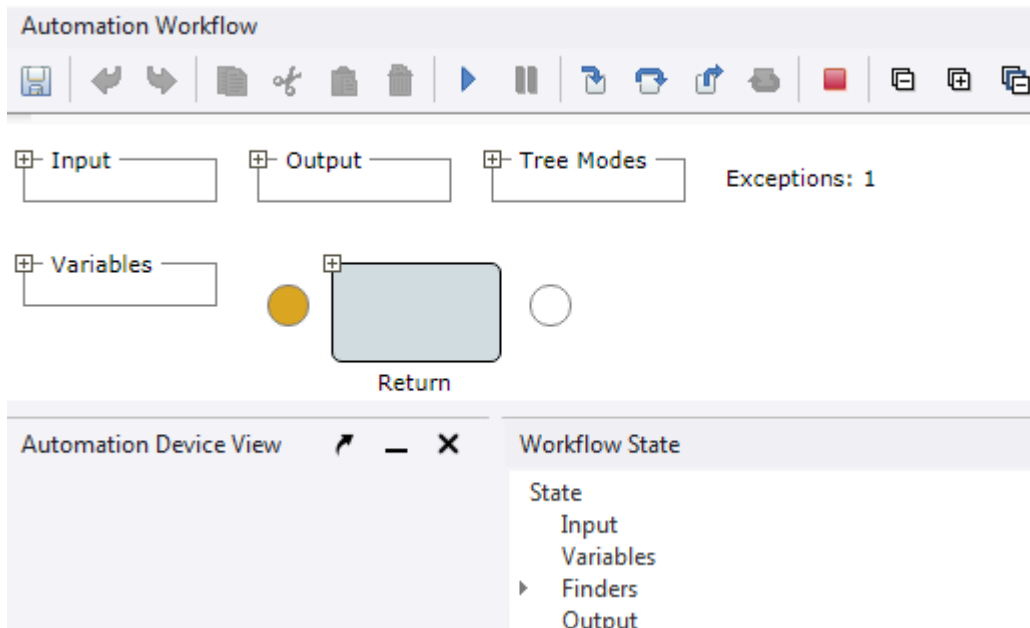 Automation Workflow
Input
Output
Tree Modes
Exceptions: 1
Variables
Return
Automation Device View
Workflow State
State
Input
Variables
Finders
Output